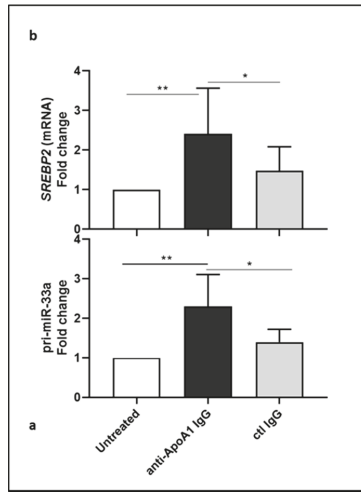 b
SREBP2 (mRNA)
Fold change
4
3
2
1
0
**
*
pri-miR-33a
Fold change
4
3
2
1
0
**
*
Untreated
anti-ApoA1 IgG
ctl IgG
a